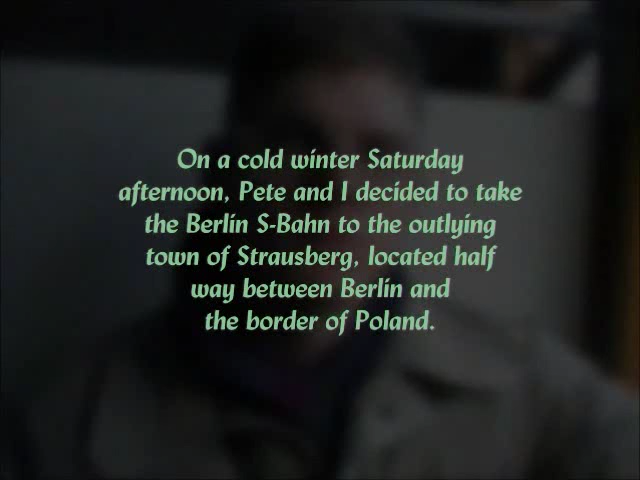 On a cold winter Saturday
afternoon, Pete and I decided to take
the Berlin S-Bahn to the outlying
town of Strausberg, located half
way between Berlin and
the border of Poland.